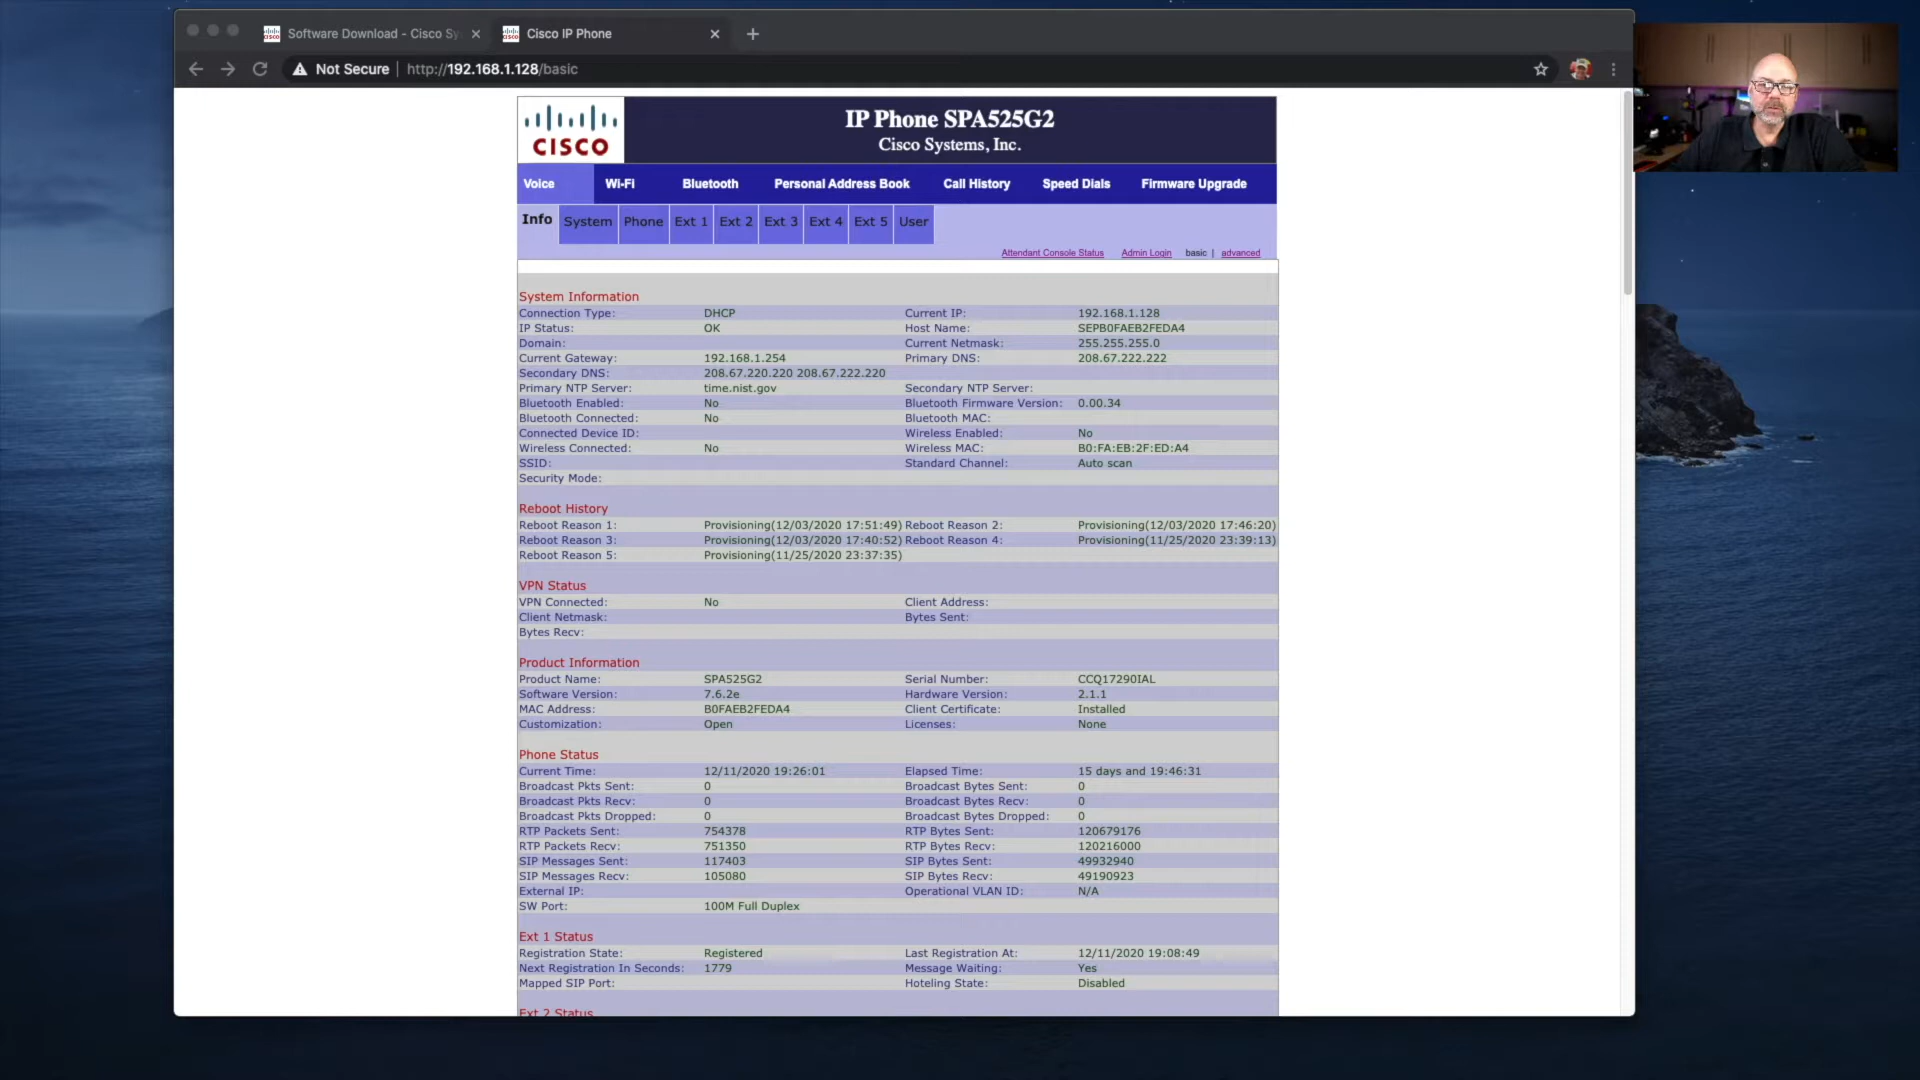 Software Download - Cisco Sy
Cisco IP Phone
Not Secure http://192.168.1.128/basic
CISCO
IP Phone SPA525G2
Cisco Systems, Inc.
Voice Wi-Fi Bluetooth Personal Address Book Call History Speed Dials Firmware Upgrade
Info System Phone Ext 1 Ext 2 Ext 3 Ext 4 Ext 5 User
Attendant Console Status Admin Login basic | advanced
System Information
Connection Type: DHCP Current IP: 192.168.1.128
IP Status: OK Host Name: SEPB0FAEB2FEDA4
Domain: Current Netmask: 255.255.255.0
Current Gateway: 192.168.1.254 Primary DNS: 208.67.222.222
Secondary DNS: 208.67.220.220 208.67.222.220
Primary NTP Server: time.nist.gov Secondary NTP Server:
Bluetooth Enabled: No Bluetooth Firmware Version: 0.00.34
Bluetooth Connected: No Bluetooth MAC:
Connected Device ID: Wireless Enabled: No
Wireless Connected: No Wireless MAC: B0:FA:EB:2F:ED:A4
SSID: Standard Channel: Auto scan
Security Mode:
Reboot History
Reboot Reason 1: Provisioning(12/03/2020 17:51:49) Reboot Reason 2: Provisioning(12/03/2020 17:46:20)
Reboot Reason 3: Provisioning(12/03/2020 17:40:52) Reboot Reason 4: Provisioning(11/25/2020 23:39:13)
Reboot Reason 5: Provisioning(11/25/2020 23:37:35)
VPN Status
VPN Connected: No Client Address:
Client Netmask: Bytes Sent:
Bytes Recv:
Product Information
Product Name: SPA525G2 Serial Number: CCQ17290IAL
Software Version: 7.6.2e Hardware Version: 2.1.1
MAC Address: B0FAEB2FEDA4 Client Certificate: Installed
Customization: Open Licenses: None
Phone Status
Current Time: 12/11/2020 19:26:01 Elapsed Time: 15 days and 19:46:31
Broadcast Pkts Sent: 0 Broadcast Bytes Sent: 0
Broadcast Pkts Recv: 0 Broadcast Bytes Recv: 0
Broadcast Pkts Dropped: 0 Broadcast Bytes Dropped: 0
RTP Packets Sent: 754378 RTP Bytes Sent: 120679176
RTP Packets Recv: 751350 RTP Bytes Recv: 120216000
SIP Messages Sent: 117403 SIP Bytes Sent: 49932940
SIP Messages Recv: 105080 SIP Bytes Recv: 49190923
External IP: Operational VLAN ID: N/A
SW Port: 100M Full Duplex
Ext 1 Status
Registration State: Registered Last Registration At: 12/11/2020 19:08:49
Next Registration In Seconds: 1779 Message Waiting: Yes
Mapped SIP Port: Hoteling State: Disabled
Ext 2 Status